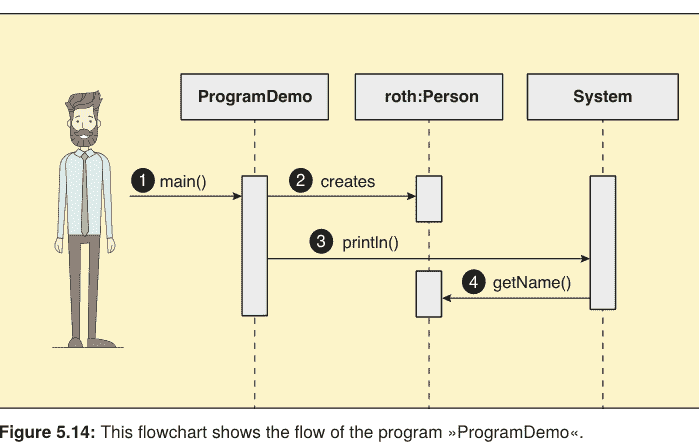 ProgramDemo
roth:Person
System
1 main()
2 creates
3 println()
4 getName()
Figure 5.14: This flowchart shows the flow of the program »ProgramDemo«.